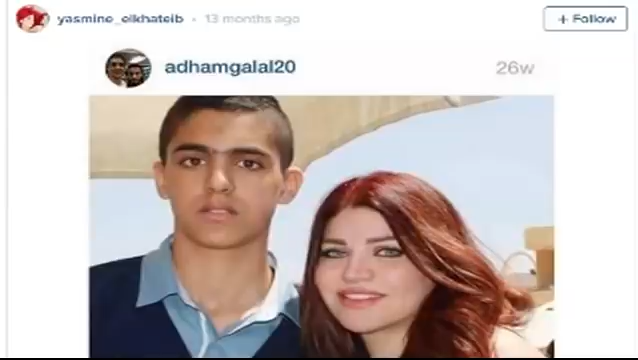 yasmine_elkhateib • 13 months ago
+ Follow
adhamgalal20
26w